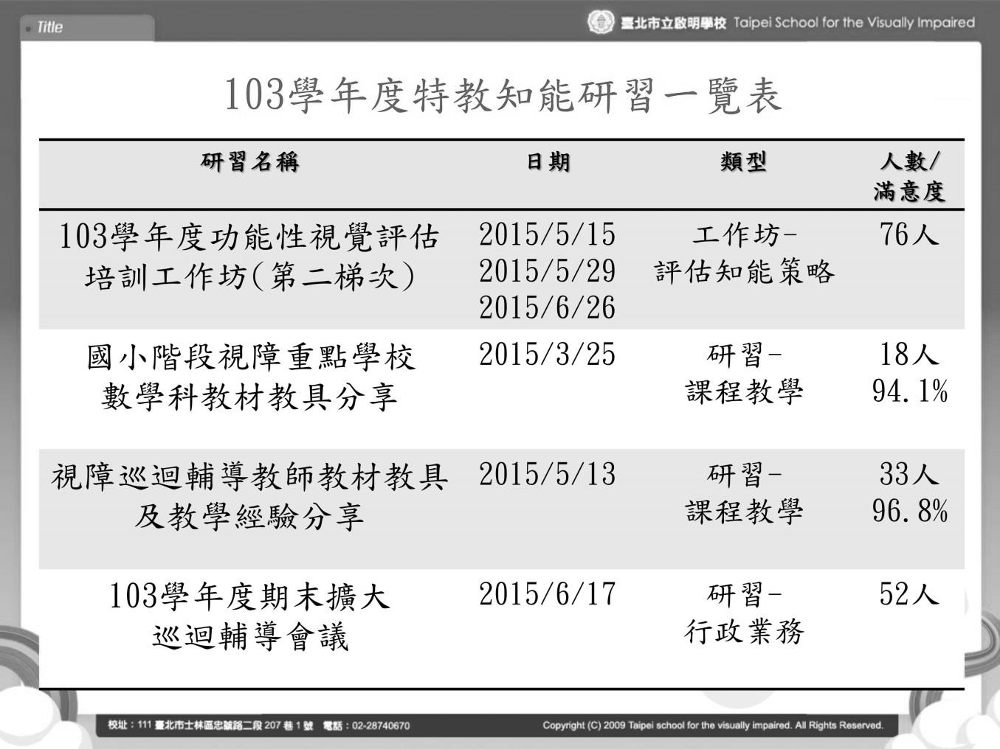 Title
臺北市立啟明學校 Taipei School for the Visually Impaired
103學年度特教知能研習一覽表
研習名稱 日期 類型 人數/
滿意度
103學年度功能性視覺評估
培訓工作坊(第二梯次)
2015/5/15
2015/5/29
2015/6/26
工作坊-
評估知能策略
76人
國小階段視障重點學校
數學科教材教具分享
2015/3/25
研習-
課程教學
18人
94.1%
視障巡迴輔導教師教材教具
及教學經驗分享
2015/5/13
研習-
課程教學
33人
96.8%
103學年度期末擴大
巡迴輔導會議
2015/6/17
研習-
行政業務
52人
校址：111 臺北市士林區忠誠路二段 207 巷 1 號 電話：02-28740670
Copyright (C) 2009 Taipei school for the visually impaired. All Rights Reserved.